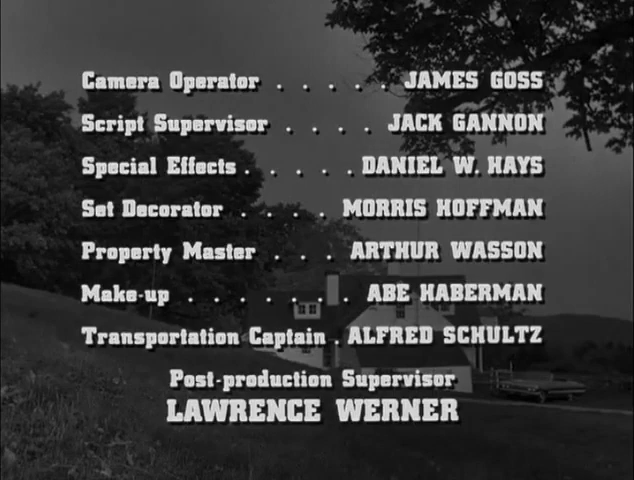 Camera Operator . . . . . JAMES GOSS
Script Supervisor . . . . JACK GANNON
Special Effects . . . . DANIEL W. HAYS
Set Decorator . . . . MORRIS HOFFMAN
Property Master . . . ARTHUR WASSON
Make-up . . . . . . . ABE HABERMAN
Transportation Captain . ALFRED SCHULTZ
Post-production Supervisor
LAWRENCE WERNER